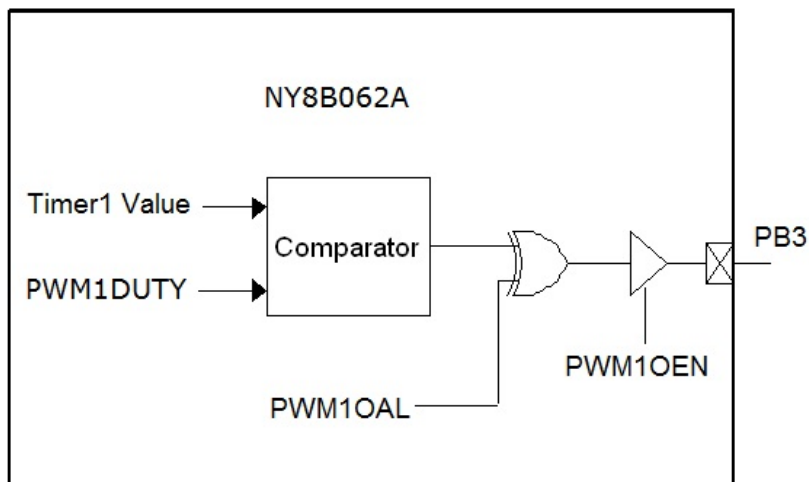 NY8B062A
Timer1 Value
Comparator
PB3
PWM1DUTY
PWM1OEN
PWM1OAL